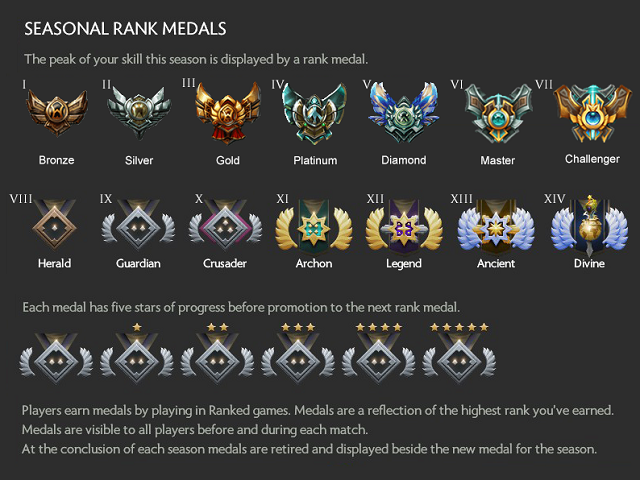 SEASONAL RANK MEDALS
The peak of your skill this season is displayed by a rank medal.
I II III IV V VI VII
Bronze Silver Gold Platinum Diamond Master Challenger
VIII IX X XI XII XIII XIV
Herald Guardian Crusader Archon Legend Ancient Divine
Each medal has five stars of progress before promotion to the next rank medal.
Players earn medals by playing in Ranked games. Medals are a reflection of the highest rank you've earned.
Medals are visible to all players before and during each match.
At the conclusion of each season medals are retired and displayed beside the new medal for the season.